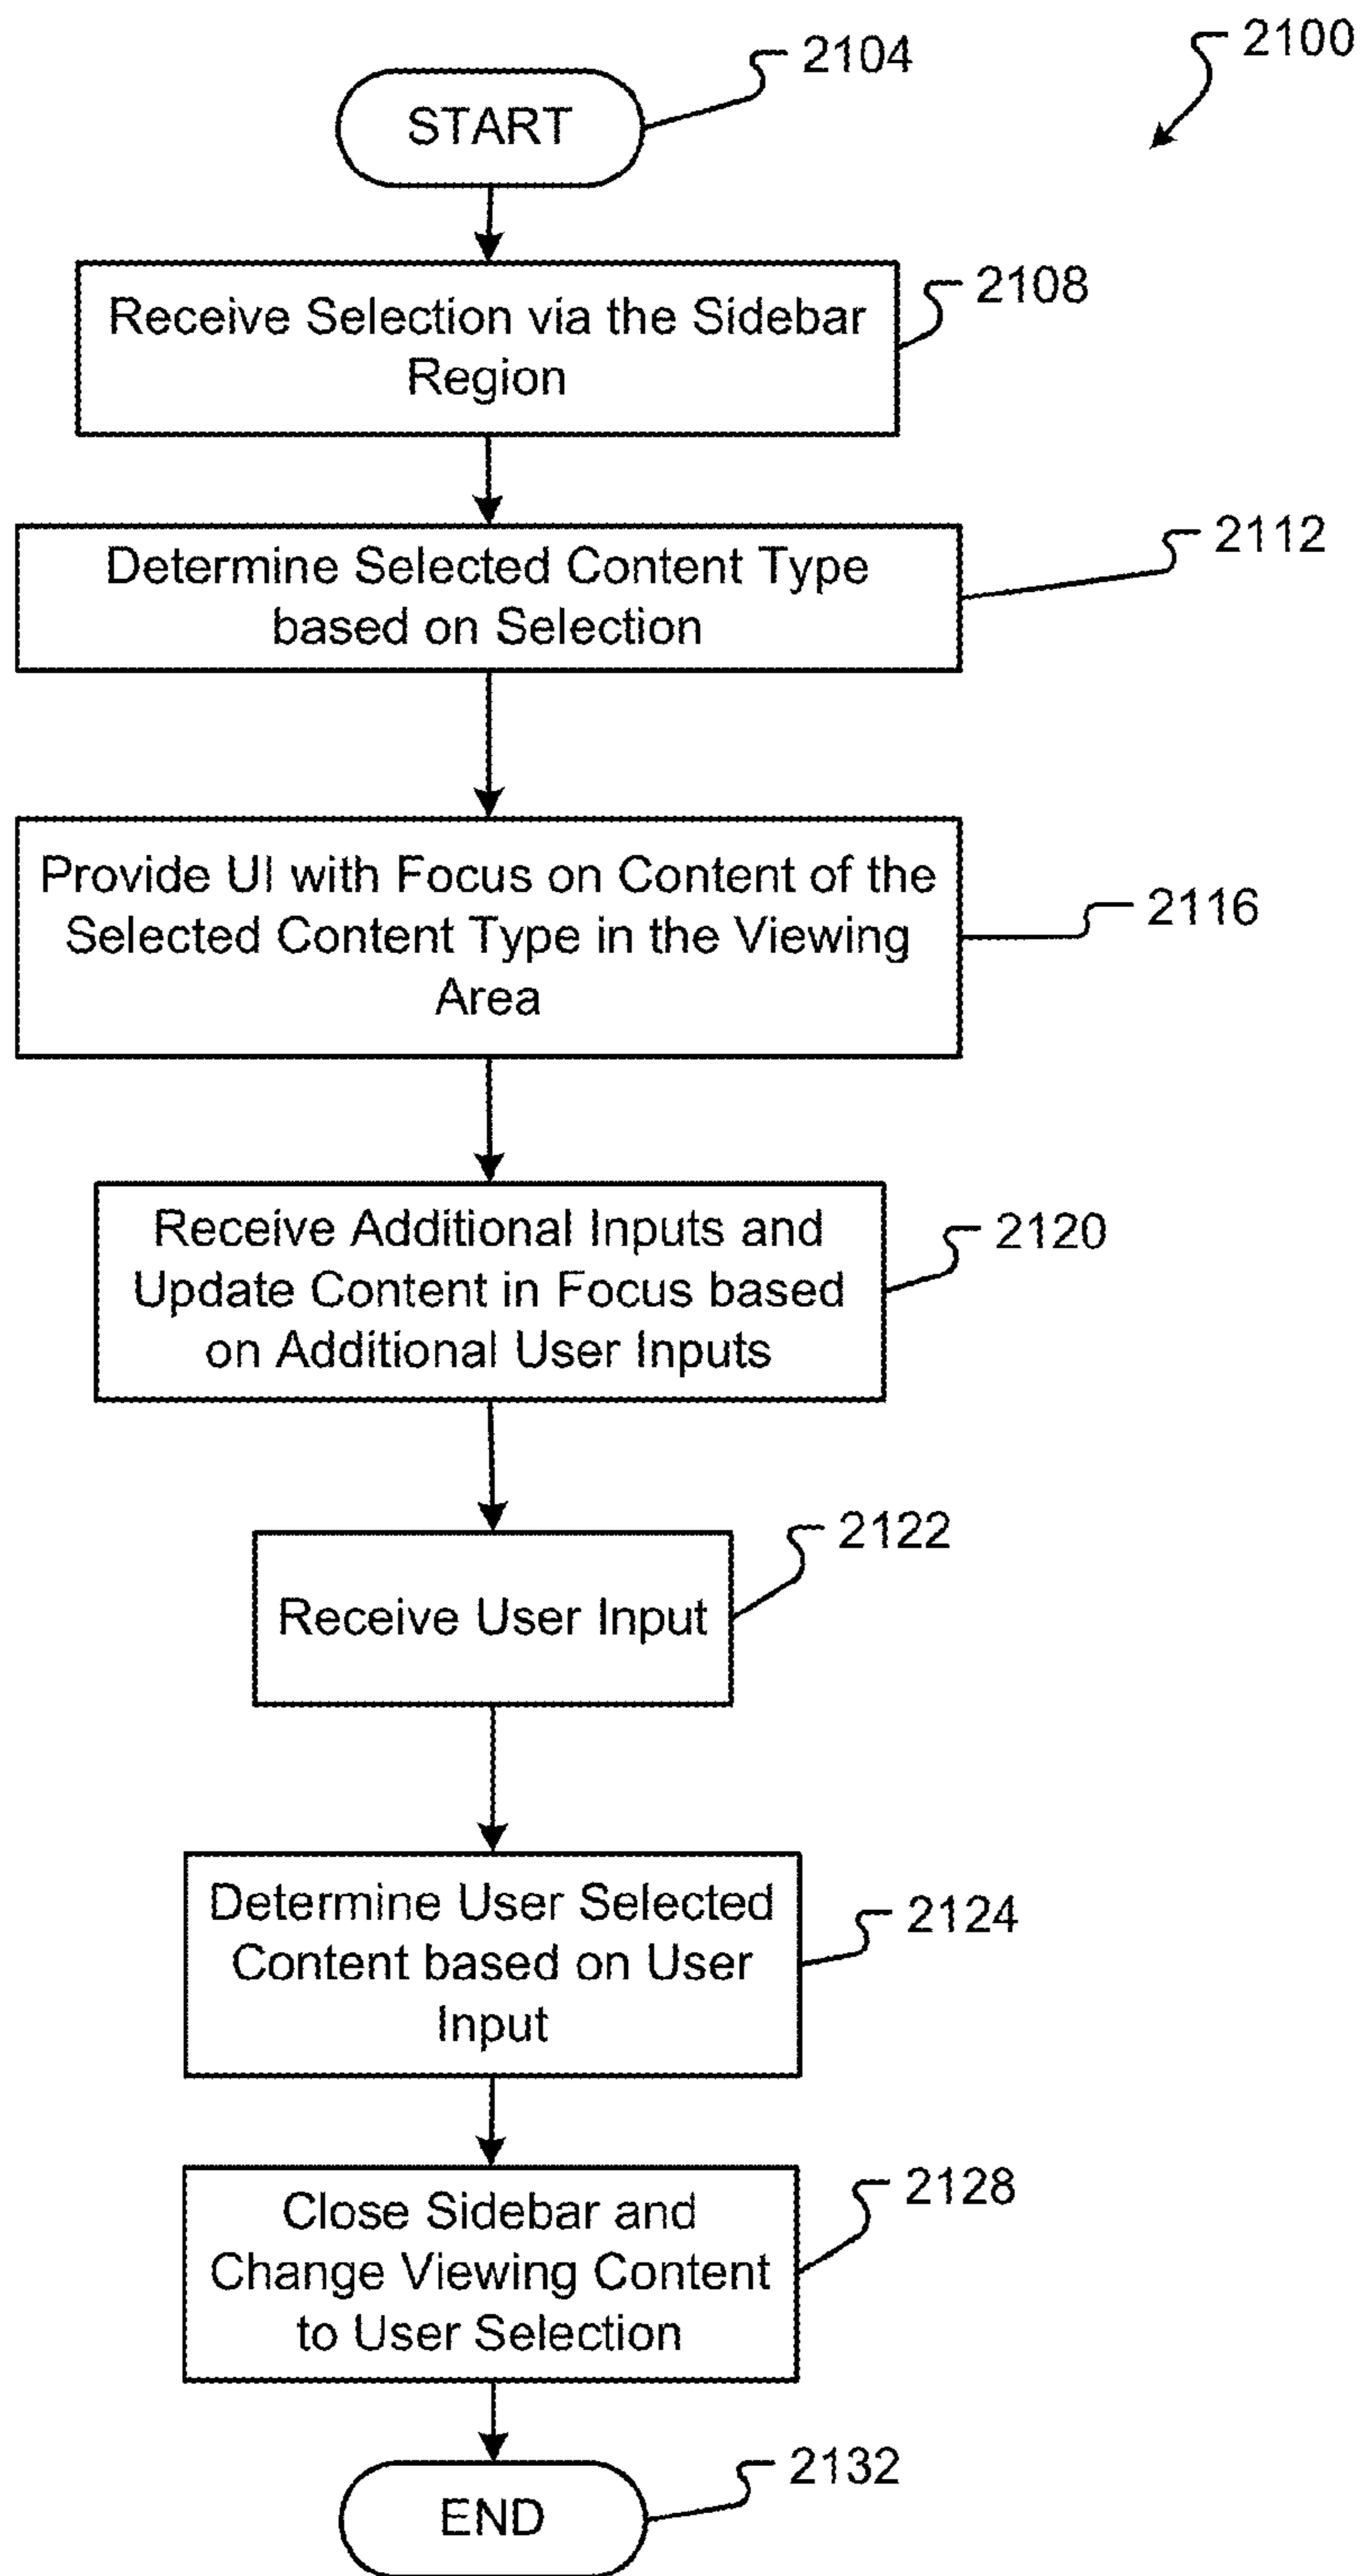 2100
2104
START
Receive Selection via the Sidebar
Region
2108
Determine Selected Content Type
based on Selection
2112
Provide UI with Focus on Content of the
Selected Content Type in the Viewing
Area
2116
Receive Additional Inputs and
Update Content in Focus based
on Additional User Inputs
2120
Receive User Input
2122
Determine User Selected
Content based on User
Input
2124
Close Sidebar and
Change Viewing Content
to User Selection
2128
END
2132